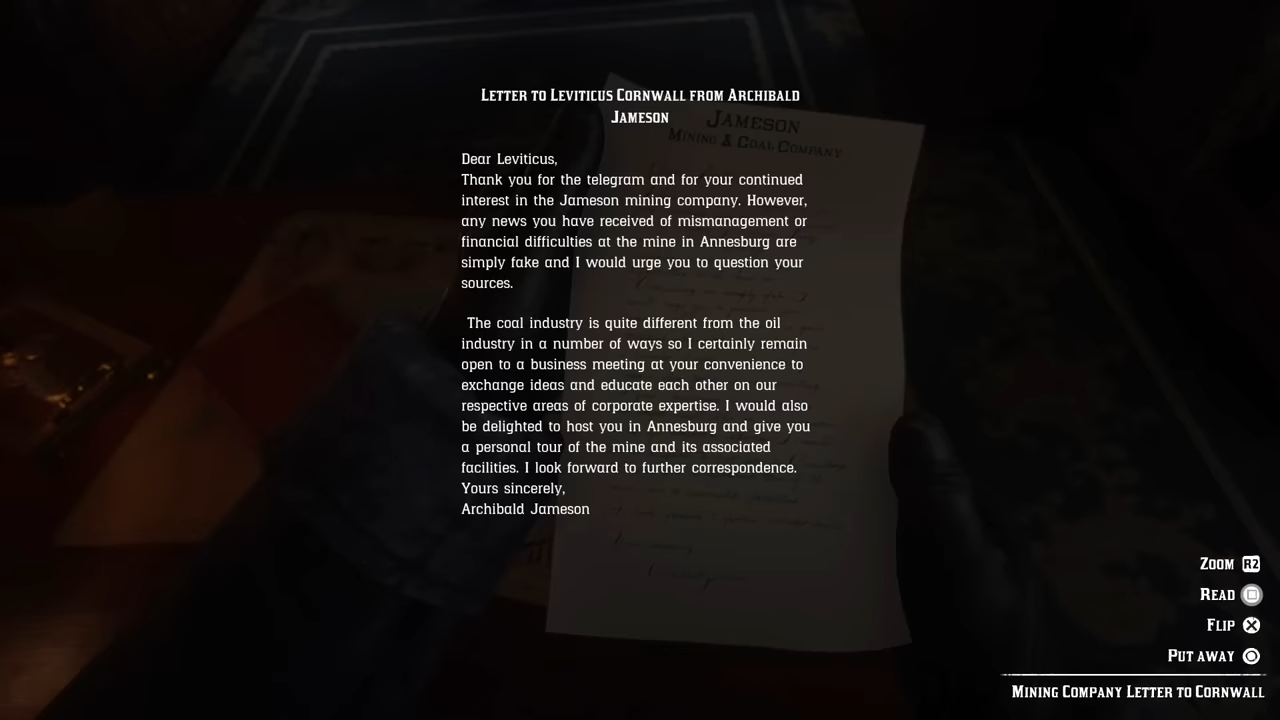 LETTER TO LEVITICUS CORNWALL FROM ARCHIBALD
JAMESON
JAMESON
MINING & COAL COMPANY
Dear Leviticus,
Thank you for the telegram and for your continued
interest in the Jameson mining company. However,
any news you have received of mismanagement or
financial difficulties at the mine in Annesburg are
simply fake and I would urge you to question your
sources.
The coal industry is quite different from the oil
industry in a number of ways so I certainly remain
open to a business meeting at your convenience to
exchange ideas and educate each other on our
respective areas of corporate expertise. I would also
be delighted to host you in Annesburg and give you
a personal tour of the mine and its associated
facilities. I look forward to further correspondence.
Yours sincerely,
Archibald Jameson
ZOOM R2
READ
FLIP
PUT AWAY
MINING COMPANY LETTER TO CORNWALL